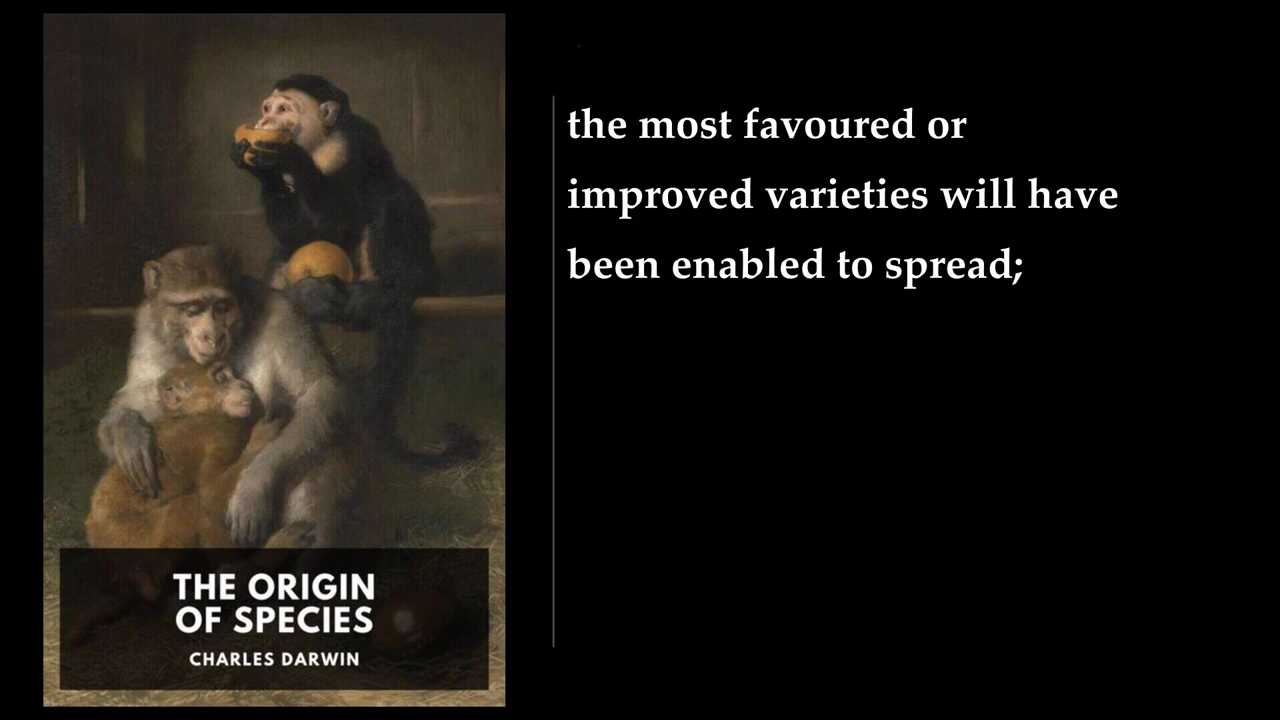 the most favoured or
improved varieties will have
been enabled to spread;
THE ORIGIN
OF SPECIES
CHARLES DARWIN